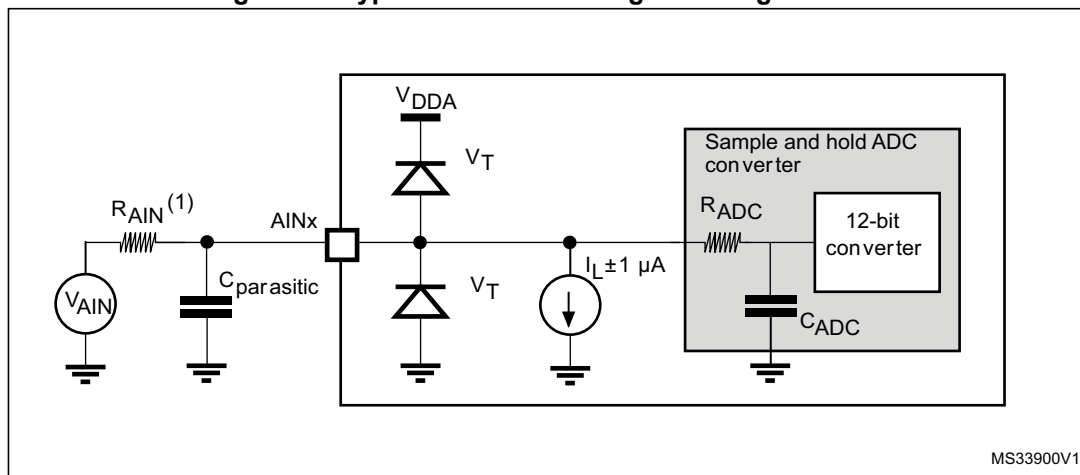 V_DDA
V_T
Sample and hold ADC
converter
R_AIN (1)
AINx
R_ADC
12-bit
converter
I_L±1 µA
V_T
C_parasitic
V_AIN
C_ADC
MS33900V1